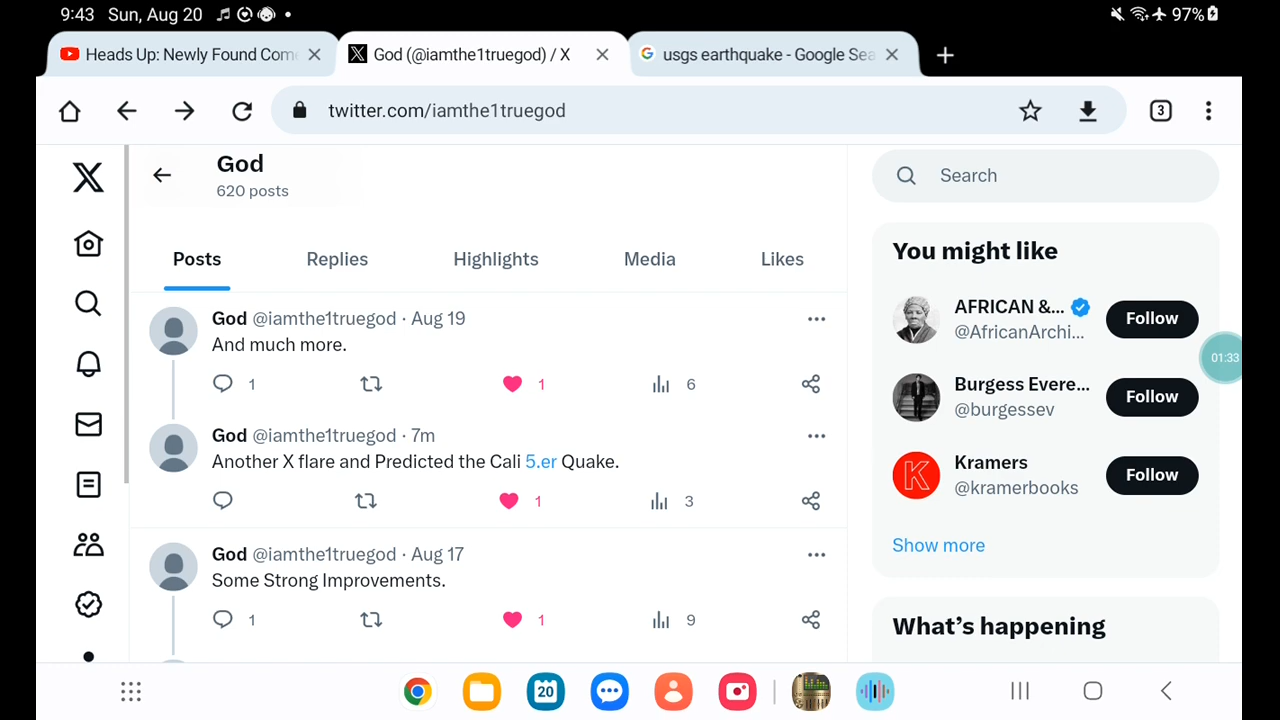 9:43 Sun, Aug 20 97%
Heads Up: Newly Found Com
God (@iamthe1truegod) / X
usgs earthquake - Google Sea
twitter.com/iamthe1truegod
3
God
620 posts
Search
Posts Replies Highlights Media Likes
God @iamthe1truegod · Aug 19
And much more.
1 1 6
God @iamthe1truegod · 7m
Another X flare and Predicted the Cali 5.er Quake.
1 3
God @iamthe1truegod · Aug 17
Some Strong Improvements.
1 1 9
You might like
AFRICAN &...
@AfricanArchi...
Follow
Burgess Evere...
@burgessev
Follow
Kramers
@kramerbooks
Follow
Show more
What's happening
01:33
20